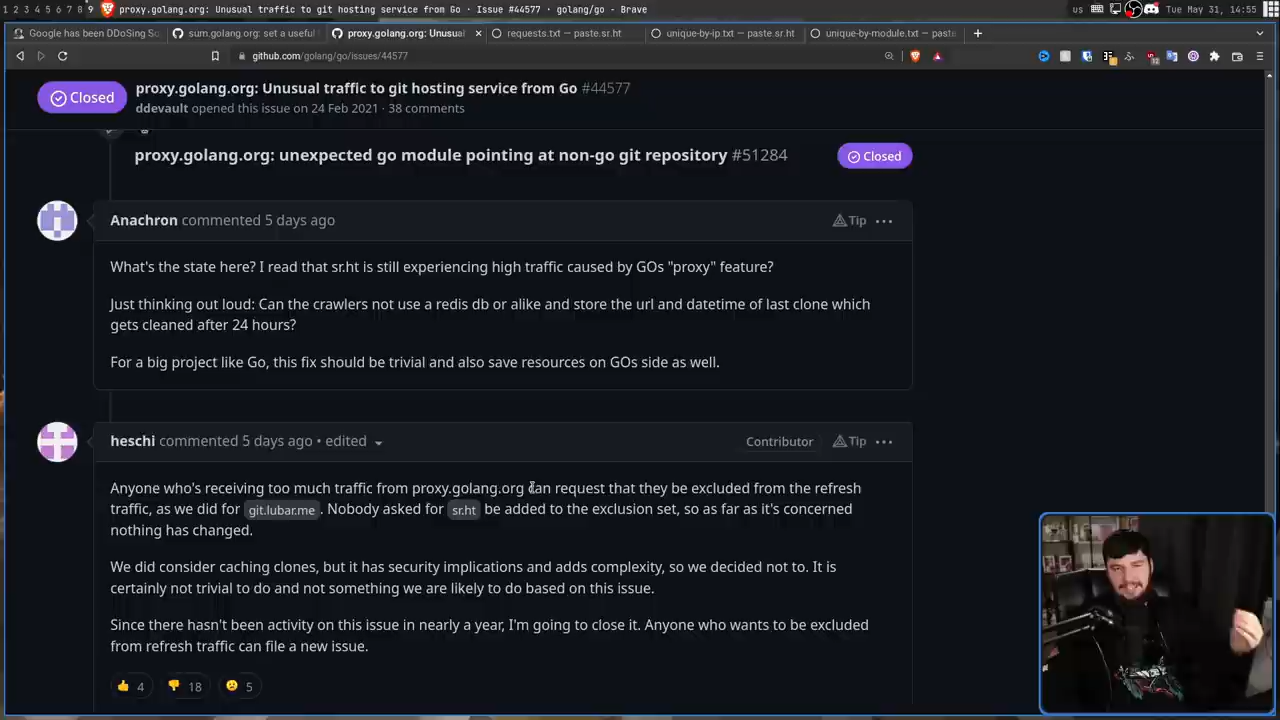 1 2 3 4 5 6 7 8 9
proxy.golang.org: Unusual traffic to git hosting service from Go · Issue #44577 · golang/go - Brave
us
Tue May 31, 14:55
Google has been DDoSing So
sum.golang.org: set a useful
proxy.golang.org: Unusual
requests.txt — paste.sr.ht
unique-by-ip.txt — paste.sr.ht
unique-by-module.txt — paste
github.com/golang/go/issues/44577
Closed
proxy.golang.org: Unusual traffic to git hosting service from Go #44577
ddevault opened this issue on 24 Feb 2021 · 38 comments
proxy.golang.org: unexpected go module pointing at non-go git repository #51284
Closed
Anachron commented 5 days ago
Tip
What's the state here? I read that sr.ht is still experiencing high traffic caused by GOs "proxy" feature?
Just thinking out loud: Can the crawlers not use a redis db or alike and store the url and datetime of last clone which
gets cleaned after 24 hours?
For a big project like Go, this fix should be trivial and also save resources on GOs side as well.
heschi commented 5 days ago • edited
Contributor
Tip
Anyone who's receiving too much traffic from proxy.golang.org can request that they be excluded from the refresh
traffic, as we did for git.lubar.me. Nobody asked for sr.ht be added to the exclusion set, so as far as it's concerned
nothing has changed.
We did consider caching clones, but it has security implications and adds complexity, so we decided not to. It is
certainly not trivial to do and not something we are likely to do based on this issue.
Since there hasn't been activity on this issue in nearly a year, I'm going to close it. Anyone who wants to be excluded
from refresh traffic can file a new issue.
4
18
5